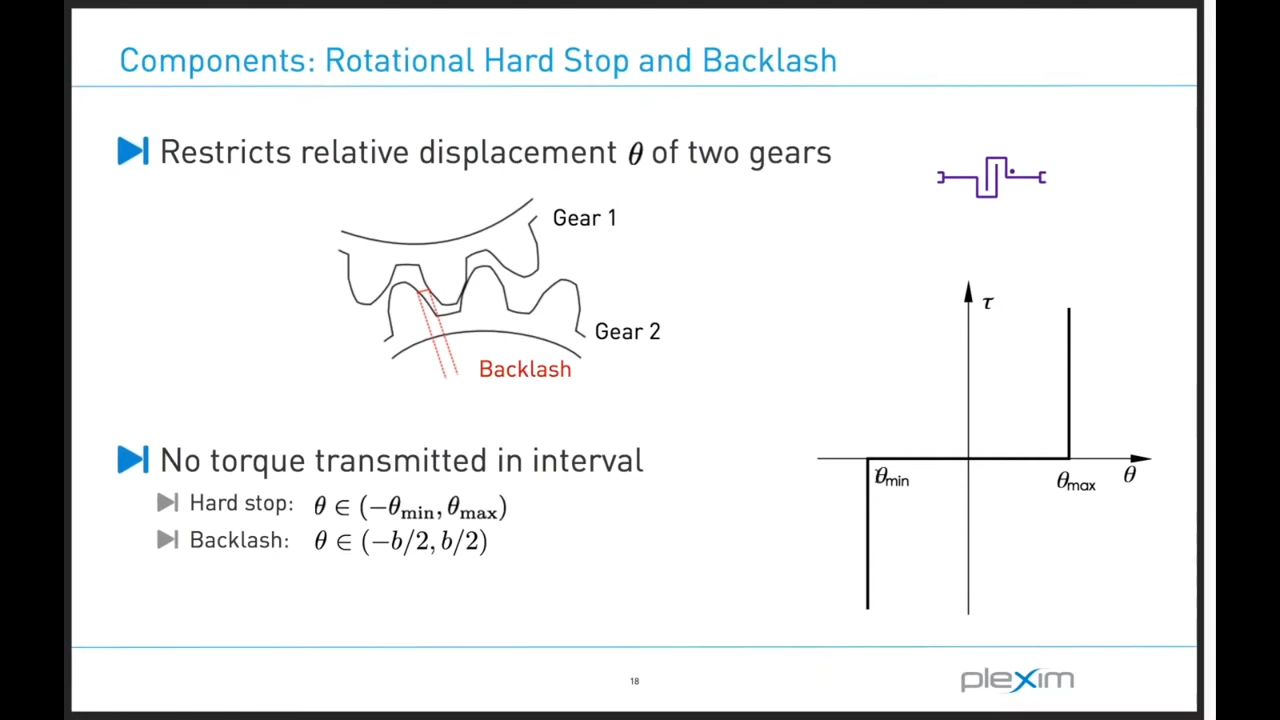 Components: Rotational Hard Stop and Backlash
Restricts relative displacement θ of two gears
Gear 1
Gear 2
Backlash
τ
θmin
θmax
θ
No torque transmitted in interval
Hard stop: θ ∈ (−θmin, θmax)
Backlash: θ ∈ (−b/2, b/2)
18
plexim